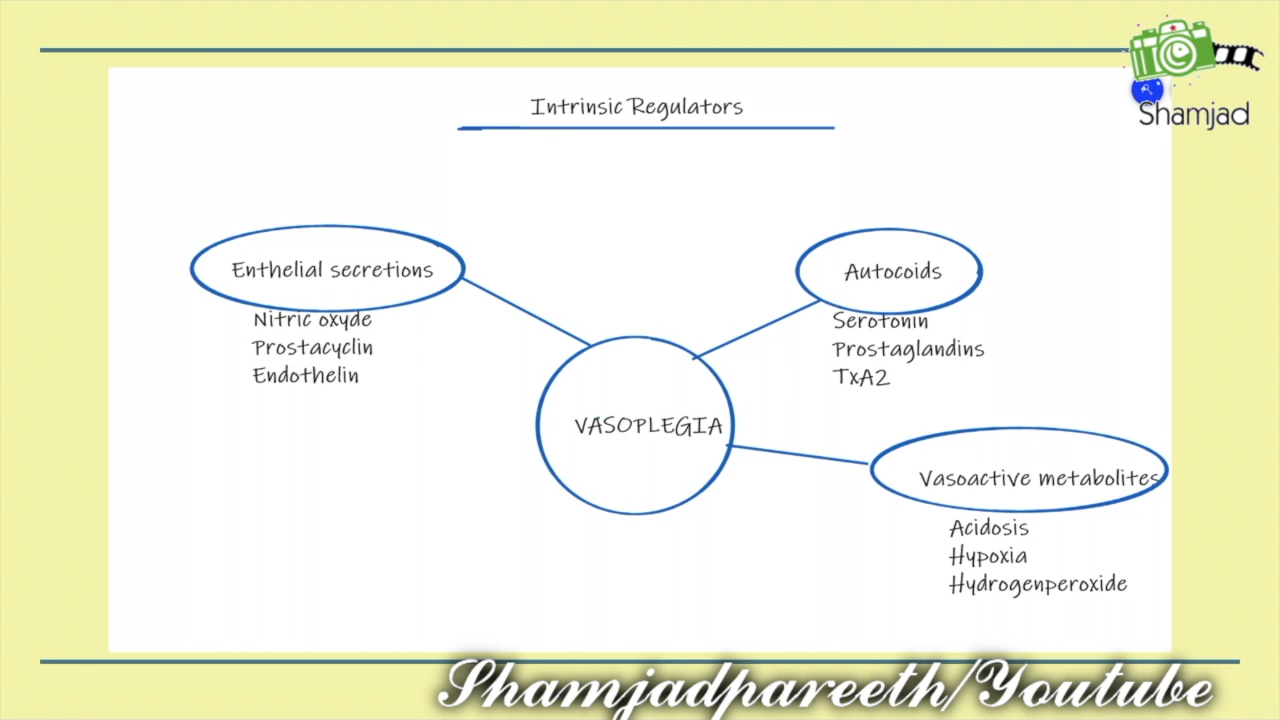 Shamjad
Intrinsic Regulators
Enthelial secretions
Nitric oxyde
Prostacyclin
Endothelin
Autocoids
Serotonin
Prostaglandins
TxA2
VASOPLEGIA
Vasoactive metabolites
Acidosis
Hypoxia
Hydrogenperoxide
Shamjadpareeth/Youtube